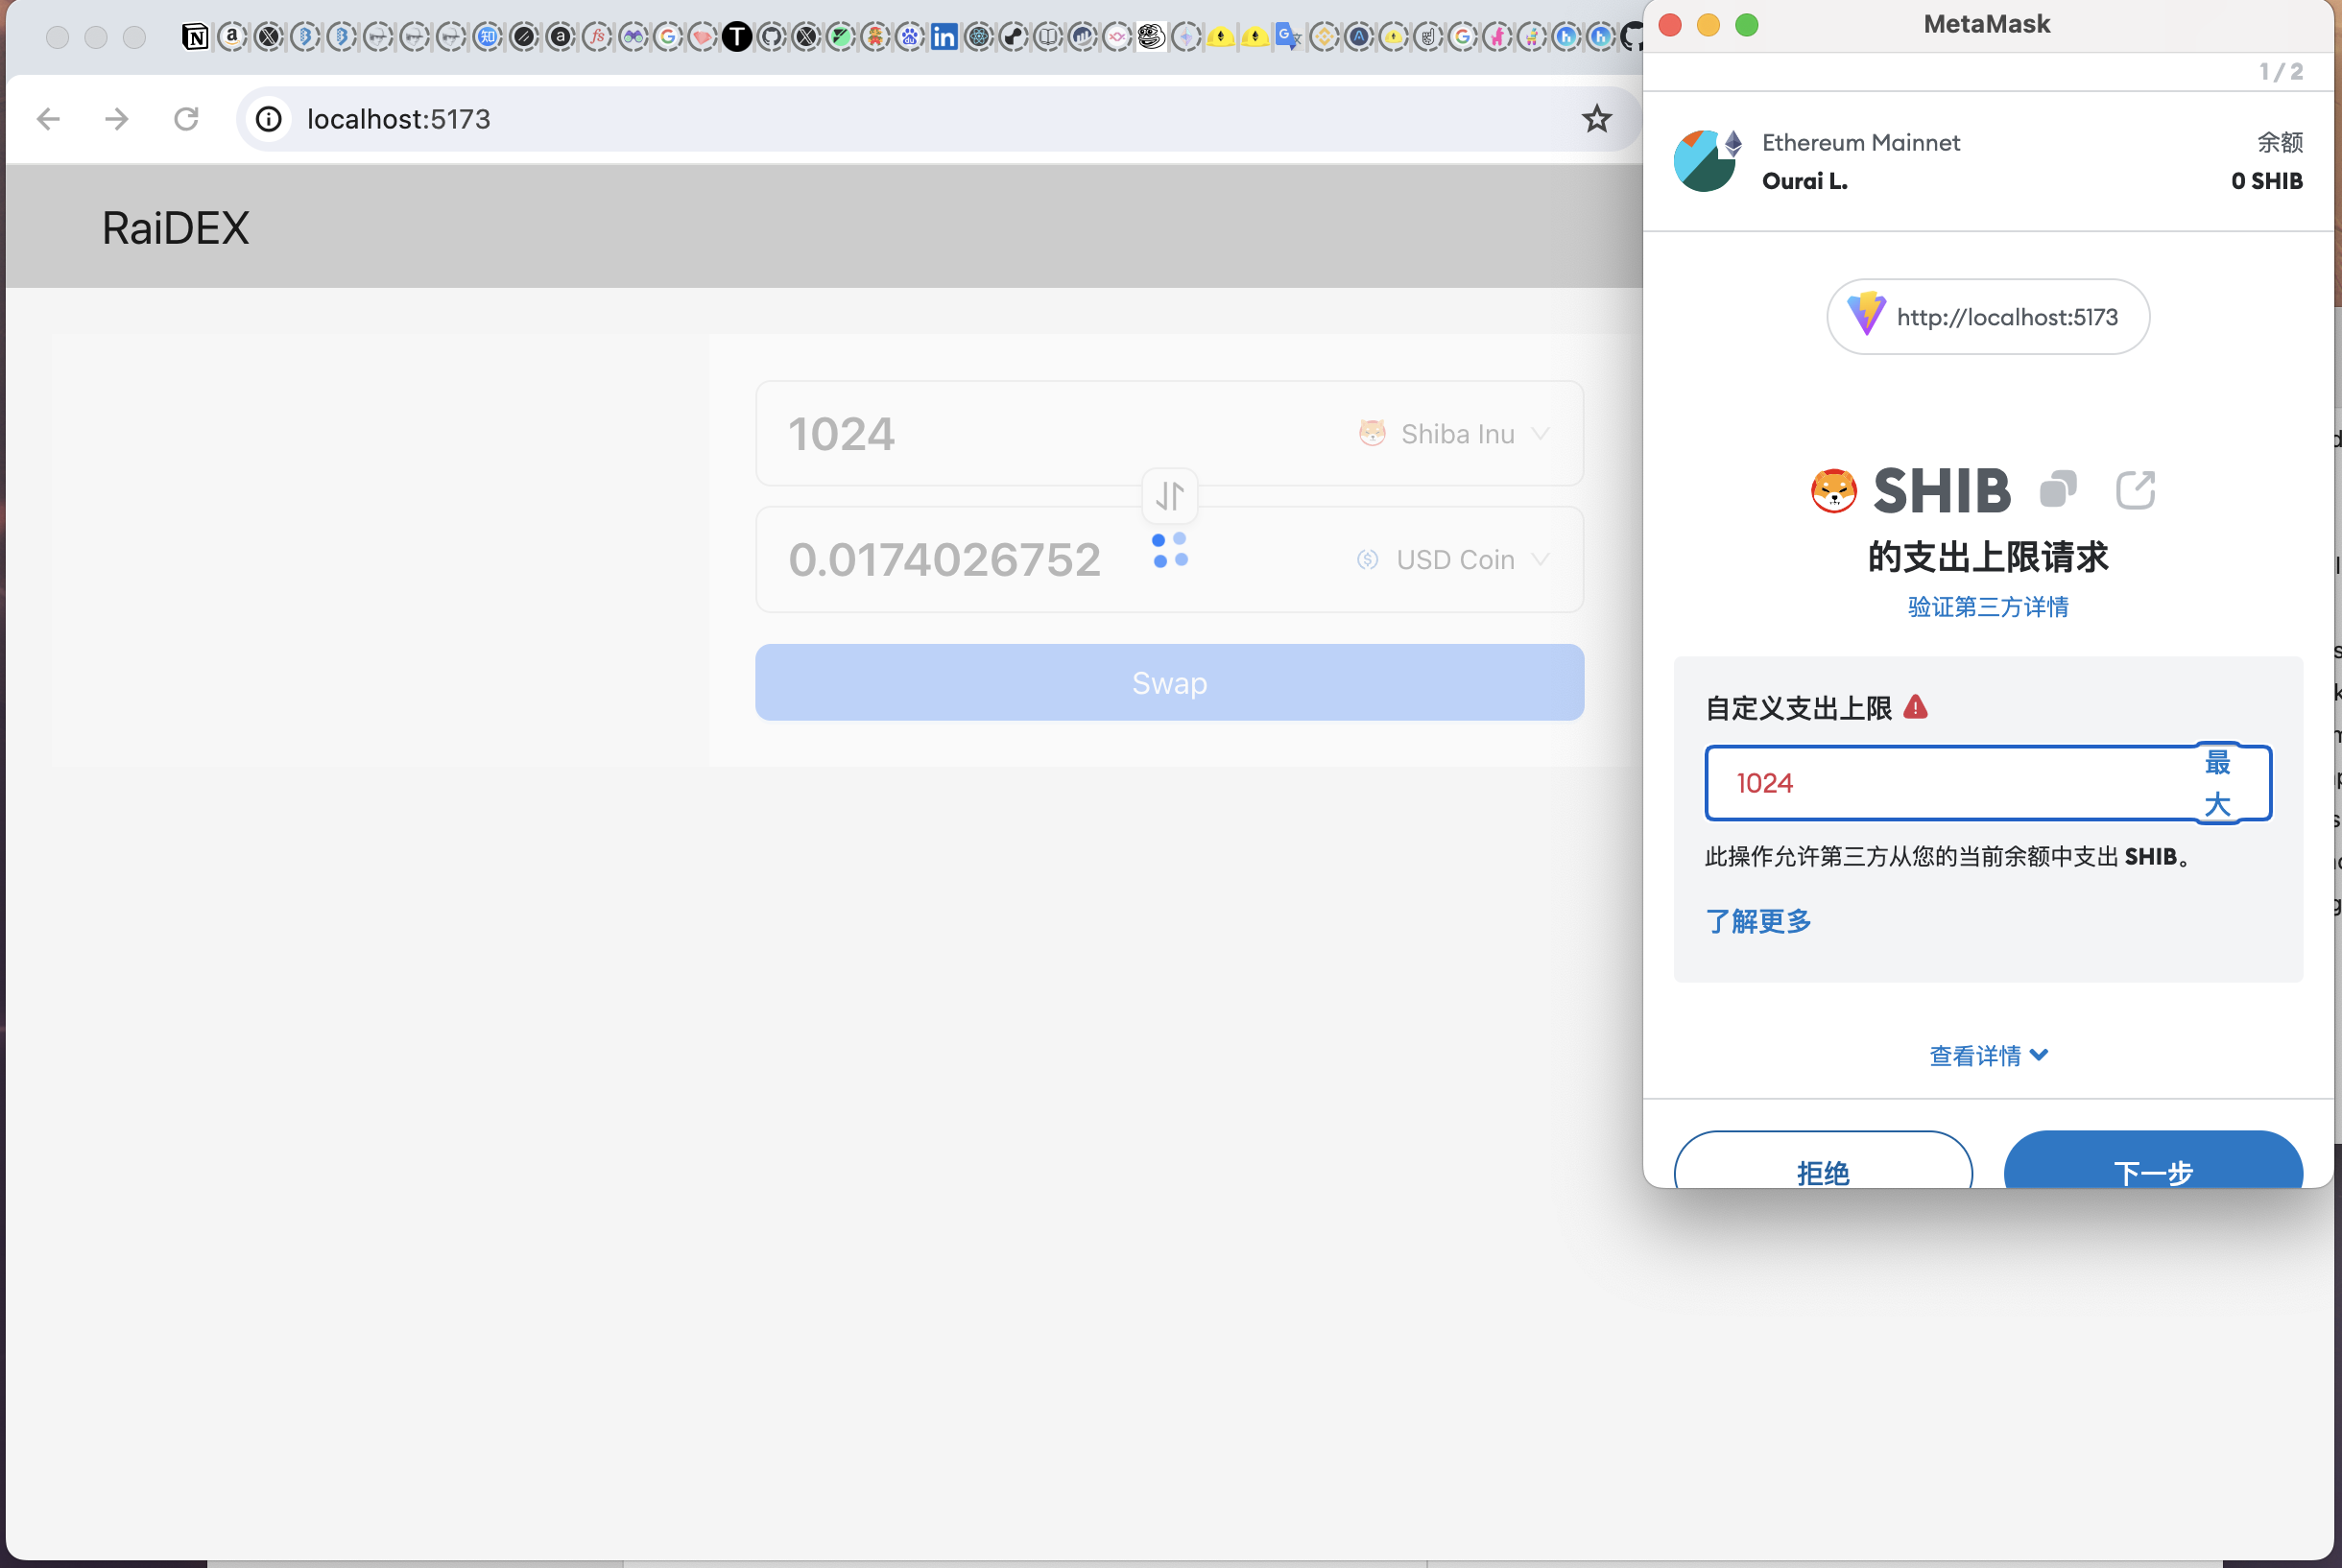 localhost:5173
RaiDEX
1024
Shiba Inu
0.0174026752
USD Coin
Swap
MetaMask
1 / 2
Ethereum Mainnet
余额
Ourai L.
0 SHIB
http://localhost:5173
SHIB
的支出上限请求
验证第三方详情
自定义支出上限
1024
最
大
此操作允许第三方从您的当前余额中支出 SHIB。
了解更多
查看详情
拒绝
下一步